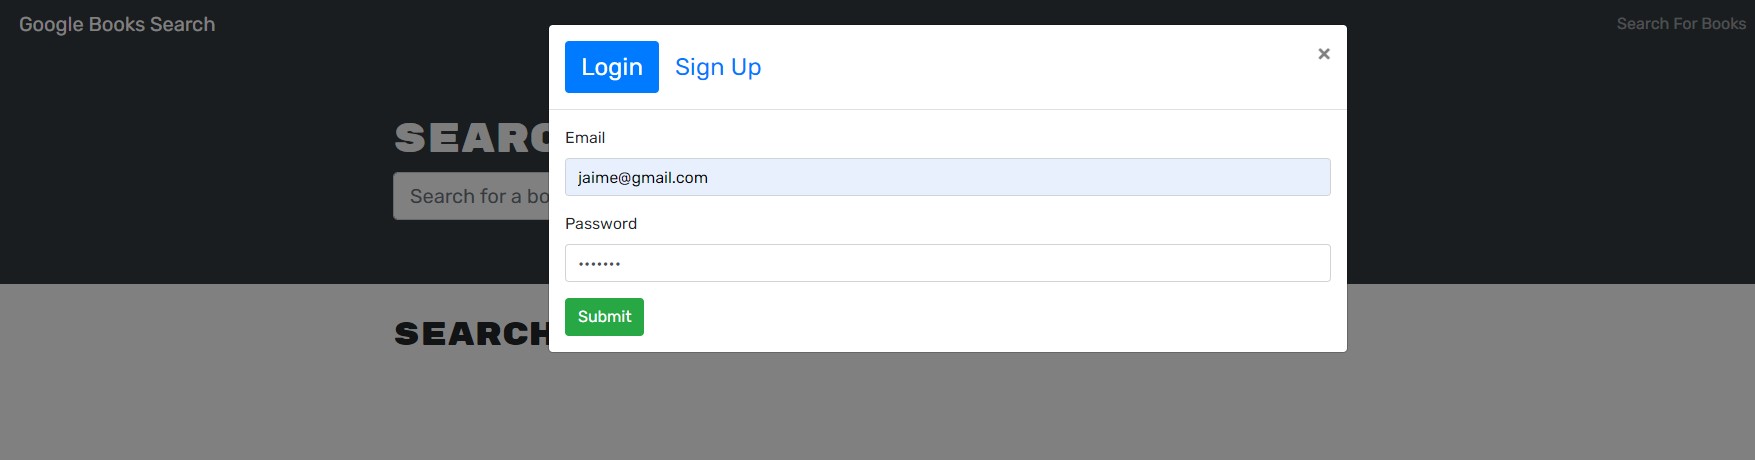 Google Books Search
Search For Books
Login
Sign Up
×
SEARC
Search for a bo
Email
jaime@gmail.com
Password
•••••••
Submit
SEARCH